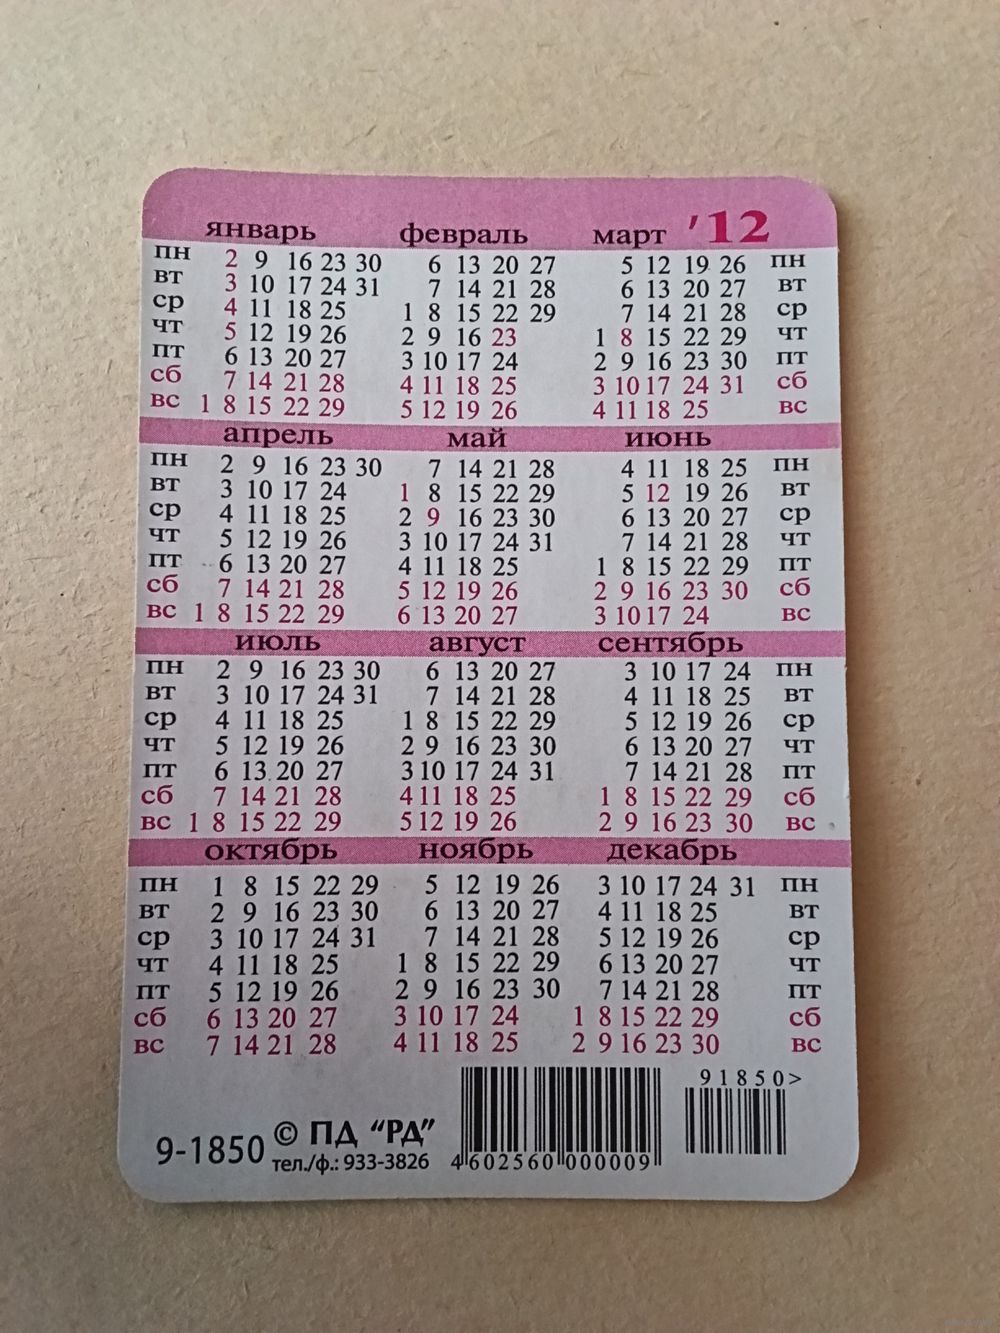 январь февраль март '12
пн 2 9 16 23 30 6 13 20 27 5 12 19 26 пн
вт 3 10 17 24 31 7 14 21 28 6 13 20 27 вт
ср 4 11 18 25 1 8 15 22 29 7 14 21 28 ср
чт 5 12 19 26 2 9 16 23 1 8 15 22 29 чт
пт 6 13 20 27 3 10 17 24 2 9 16 23 30 пт
сб 7 14 21 28 4 11 18 25 3 10 17 24 31 сб
вс 1 8 15 22 29 5 12 19 26 4 11 18 25 вс
апрель май июнь
пн 2 9 16 23 30 7 14 21 28 4 11 18 25 пн
вт 3 10 17 24 1 8 15 22 29 5 12 19 26 вт
ср 4 11 18 25 2 9 16 23 30 6 13 20 27 ср
чт 5 12 19 26 3 10 17 24 31 7 14 21 28 чт
пт 6 13 20 27 4 11 18 25 1 8 15 22 29 пт
сб 7 14 21 28 5 12 19 26 2 9 16 23 30 сб
вс 1 8 15 22 29 6 13 20 27 3 10 17 24 вс
июль август сентябрь
пн 2 9 16 23 30 6 13 20 27 3 10 17 24 пн
вт 3 10 17 24 31 7 14 21 28 4 11 18 25 вт
ср 4 11 18 25 1 8 15 22 29 5 12 19 26 ср
чт 5 12 19 26 2 9 16 23 30 6 13 20 27 чт
пт 6 13 20 27 3 10 17 24 31 7 14 21 28 пт
сб 7 14 21 28 4 11 18 25 1 8 15 22 29 сб
вс 1 8 15 22 29 5 12 19 26 2 9 16 23 30 вс
октябрь ноябрь декабрь
пн 1 8 15 22 29 5 12 19 26 3 10 17 24 31 пн
вт 2 9 16 23 30 6 13 20 27 4 11 18 25 вт
ср 3 10 17 24 31 7 14 21 28 5 12 19 26 ср
чт 4 11 18 25 1 8 15 22 29 6 13 20 27 чт
пт 5 12 19 26 2 9 16 23 30 7 14 21 28 пт
сб 6 13 20 27 3 10 17 24 1 8 15 22 29 сб
вс 7 14 21 28 4 11 18 25 2 9 16 23 30 вс
91850>
9-1850 © ПД "РД"
тел./ф.: 933-3826 4 602560 000009